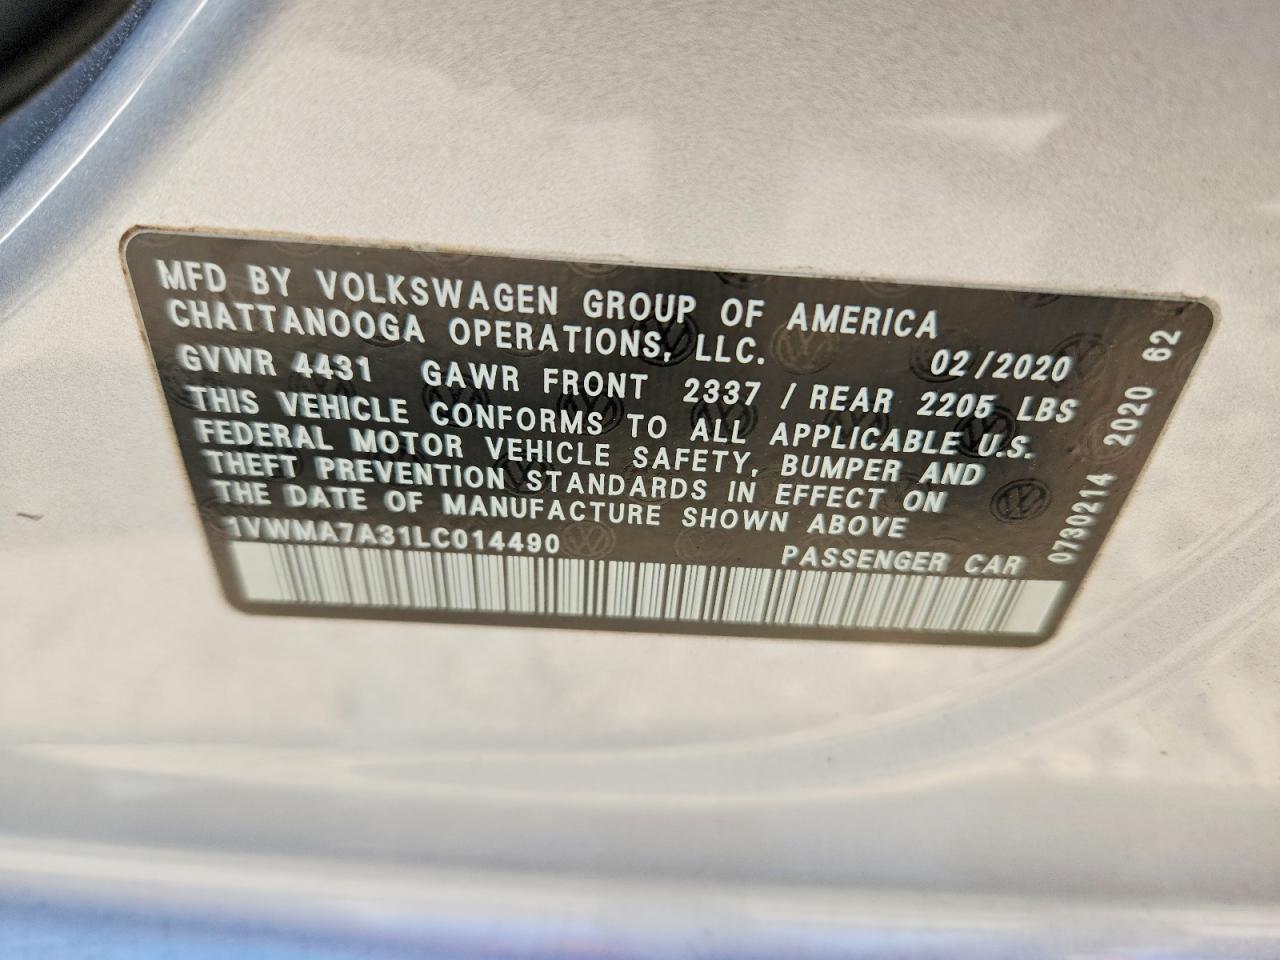 MFD BY VOLKSWAGEN GROUP OF AMERICA
CHATTANOOGA OPERATIONS, LLC. 02/2020
GVWR 4431 GAWR FRONT 2337 / REAR 2205 LBS
THIS VEHICLE CONFORMS TO ALL APPLICABLE U.S.
FEDERAL MOTOR VEHICLE SAFETY, BUMPER AND
THEFT PREVENTION STANDARDS IN EFFECT ON
THE DATE OF MANUFACTURE SHOWN ABOVE
1VWMA7A31LC014490 PASSENGER CAR
0730214 2020 62